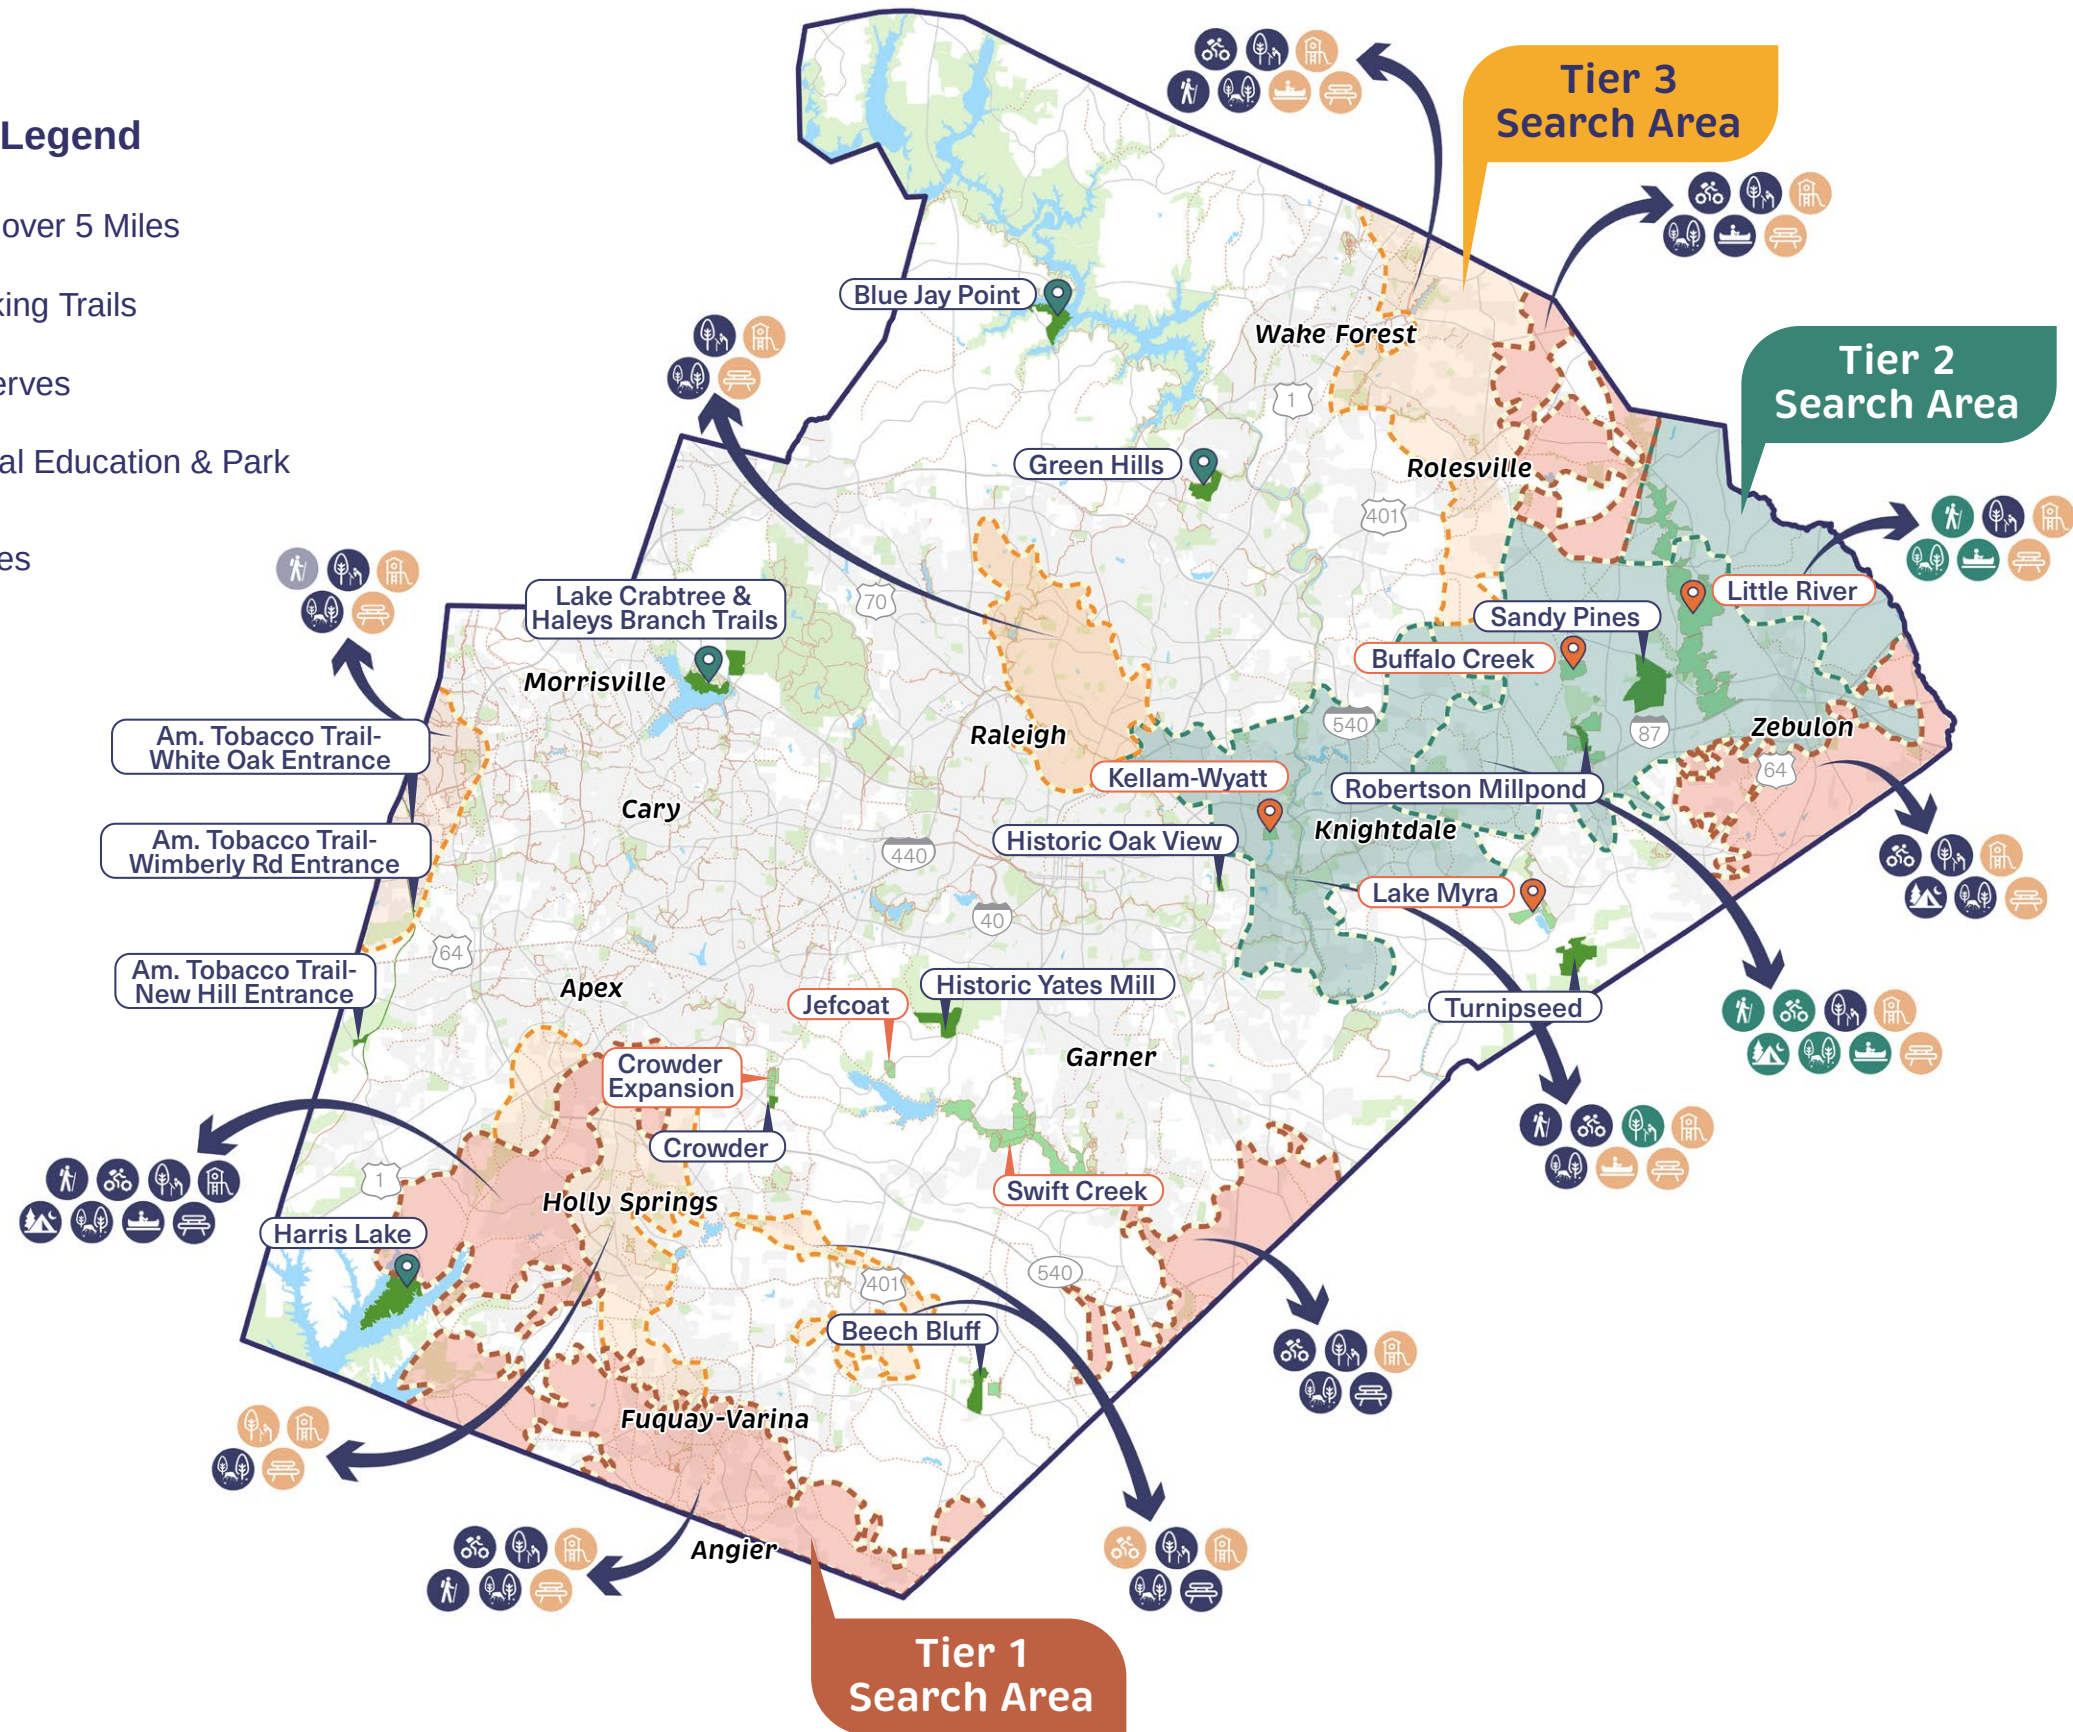 Legend
over 5 Miles
king Trails
erves
al Education & Park
es
Tier 3
Search Area
Tier 2
Search Area
Blue Jay Point
Wake Forest
1
Green Hills
Rolesville
401
Lake Crabtree &
Haleys Branch Trails
70
Little River
Sandy Pines
Buffalo Creek
Morrisville
Am. Tobacco Trail-
White Oak Entrance
Raleigh
540
87
Zebulon
64
Kellam-Wyatt
Robertson Millpond
Cary
Knightdale
Am. Tobacco Trail-
Wimberly Rd Entrance
440
Historic Oak View
Lake Myra
40
64
Am. Tobacco Trail-
New Hill Entrance
Apex
Historic Yates Mill
Jefcoat
Turnipseed
Garner
Crowder
Expansion
Crowder
1
Swift Creek
Holly Springs
Harris Lake
540
401
Beech Bluff
Fuquay-Varina
Angier
Tier 1
Search Area